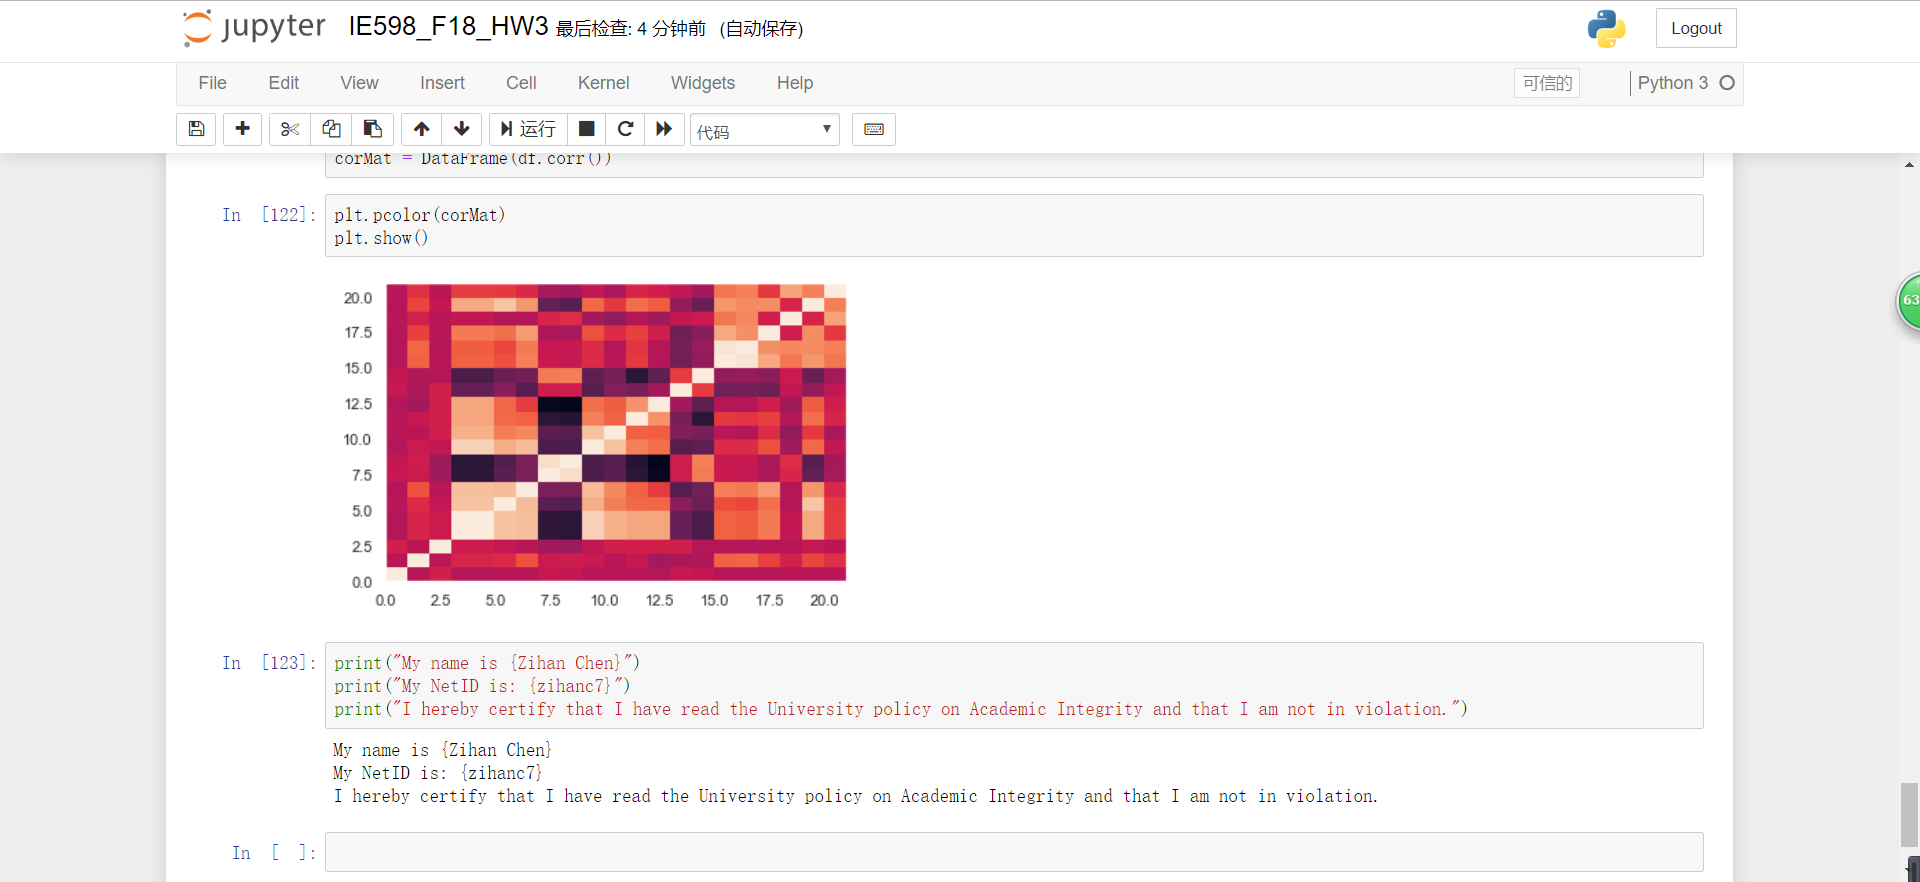 jupyter IE598_F18_HW3 最后检查: 4 分钟前 (自动保存) Logout
File Edit View Insert Cell Kernel Widgets Help 可信的 Python 3
运行 代码
corMat = DataFrame(df.corr())
In [122]: plt.pcolor(corMat)
plt.show()
20.0
17.5
15.0
12.5
10.0
7.5
5.0
2.5
0.0
0.0 2.5 5.0 7.5 10.0 12.5 15.0 17.5 20.0
63
In [123]: print("My name is {Zihan Chen}")
print("My NetID is: {zihanc7}")
print("I hereby certify that I have read the University policy on Academic Integrity and that I am not in violation.")
My name is {Zihan Chen}
My NetID is: {zihanc7}
I hereby certify that I have read the University policy on Academic Integrity and that I am not in violation.
In [ ]: